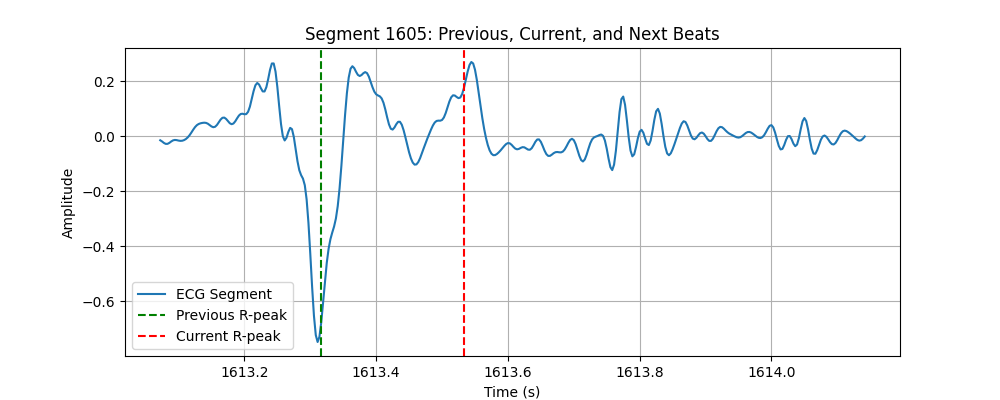 Segment 1605: Previous, Current, and Next Beats
0.2
0.0
−0.2
−0.4
−0.6
Amplitude
ECG Segment
Previous R-peak
Current R-peak
1613.2 1613.4 1613.6 1613.8 1614.0
Time (s)